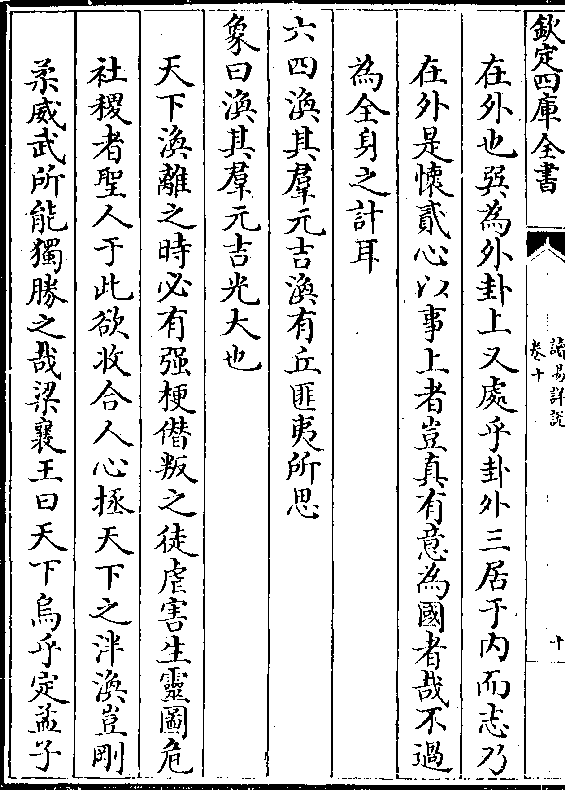 欽定四庫全書
讀易詳説
卷十
十
在外也巽為外卦上又處乎卦外三居于内而志乃
在外是懷貳心以事上者豈真有意為國者哉不過
為全身之計耳
六四渙其羣元吉渙有丘匪夷所思
象曰渙其羣元吉光大也
天下渙離之時必有强梗僭叛之徒虐害生靈圖危
社稷者聖人于此欲收合人心拯天下之泮渙豈剛
柔威武所能獨勝之哉梁襄王曰天下烏乎定孟子